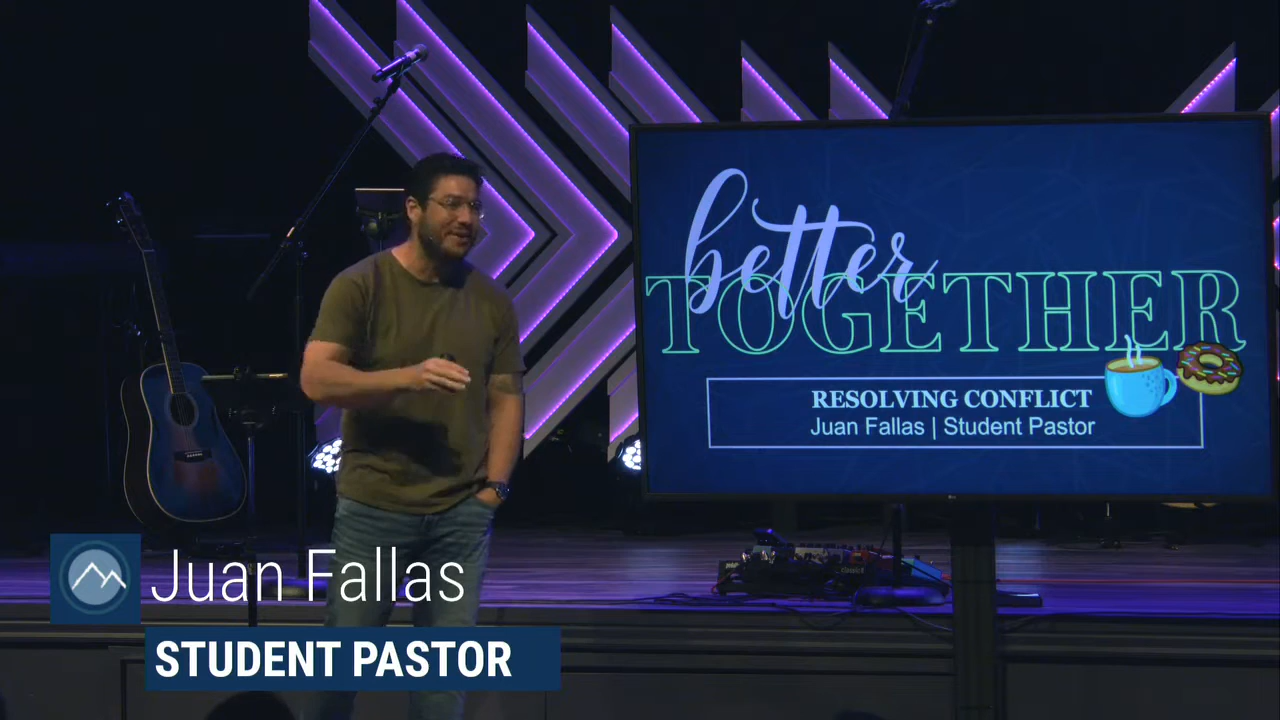 better
TOGETHER
RESOLVING CONFLICT
Juan Fallas | Student Pastor
Juan Fallas
STUDENT PASTOR